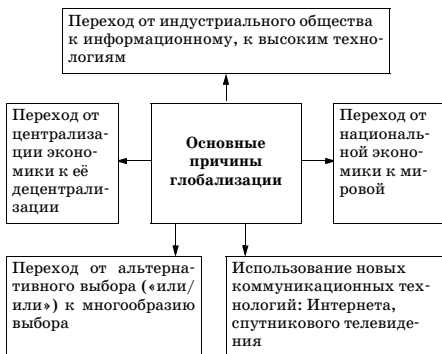 Переход от индустриального общества
к информационному, к высоким техно-
логиям
Переход от
централиза-
ции эконо-
мики к её
децентрали-
зации
Основные
причины
глобализации
Переход от
националь-
ной эконо-
мики к ми-
ровой
Переход от альтерна-
тивного выбора («или/
или») к многообразию
выбора
Использование новых
коммуникационных тех-
нологий: Интернета,
спутникового телевиде-
ния